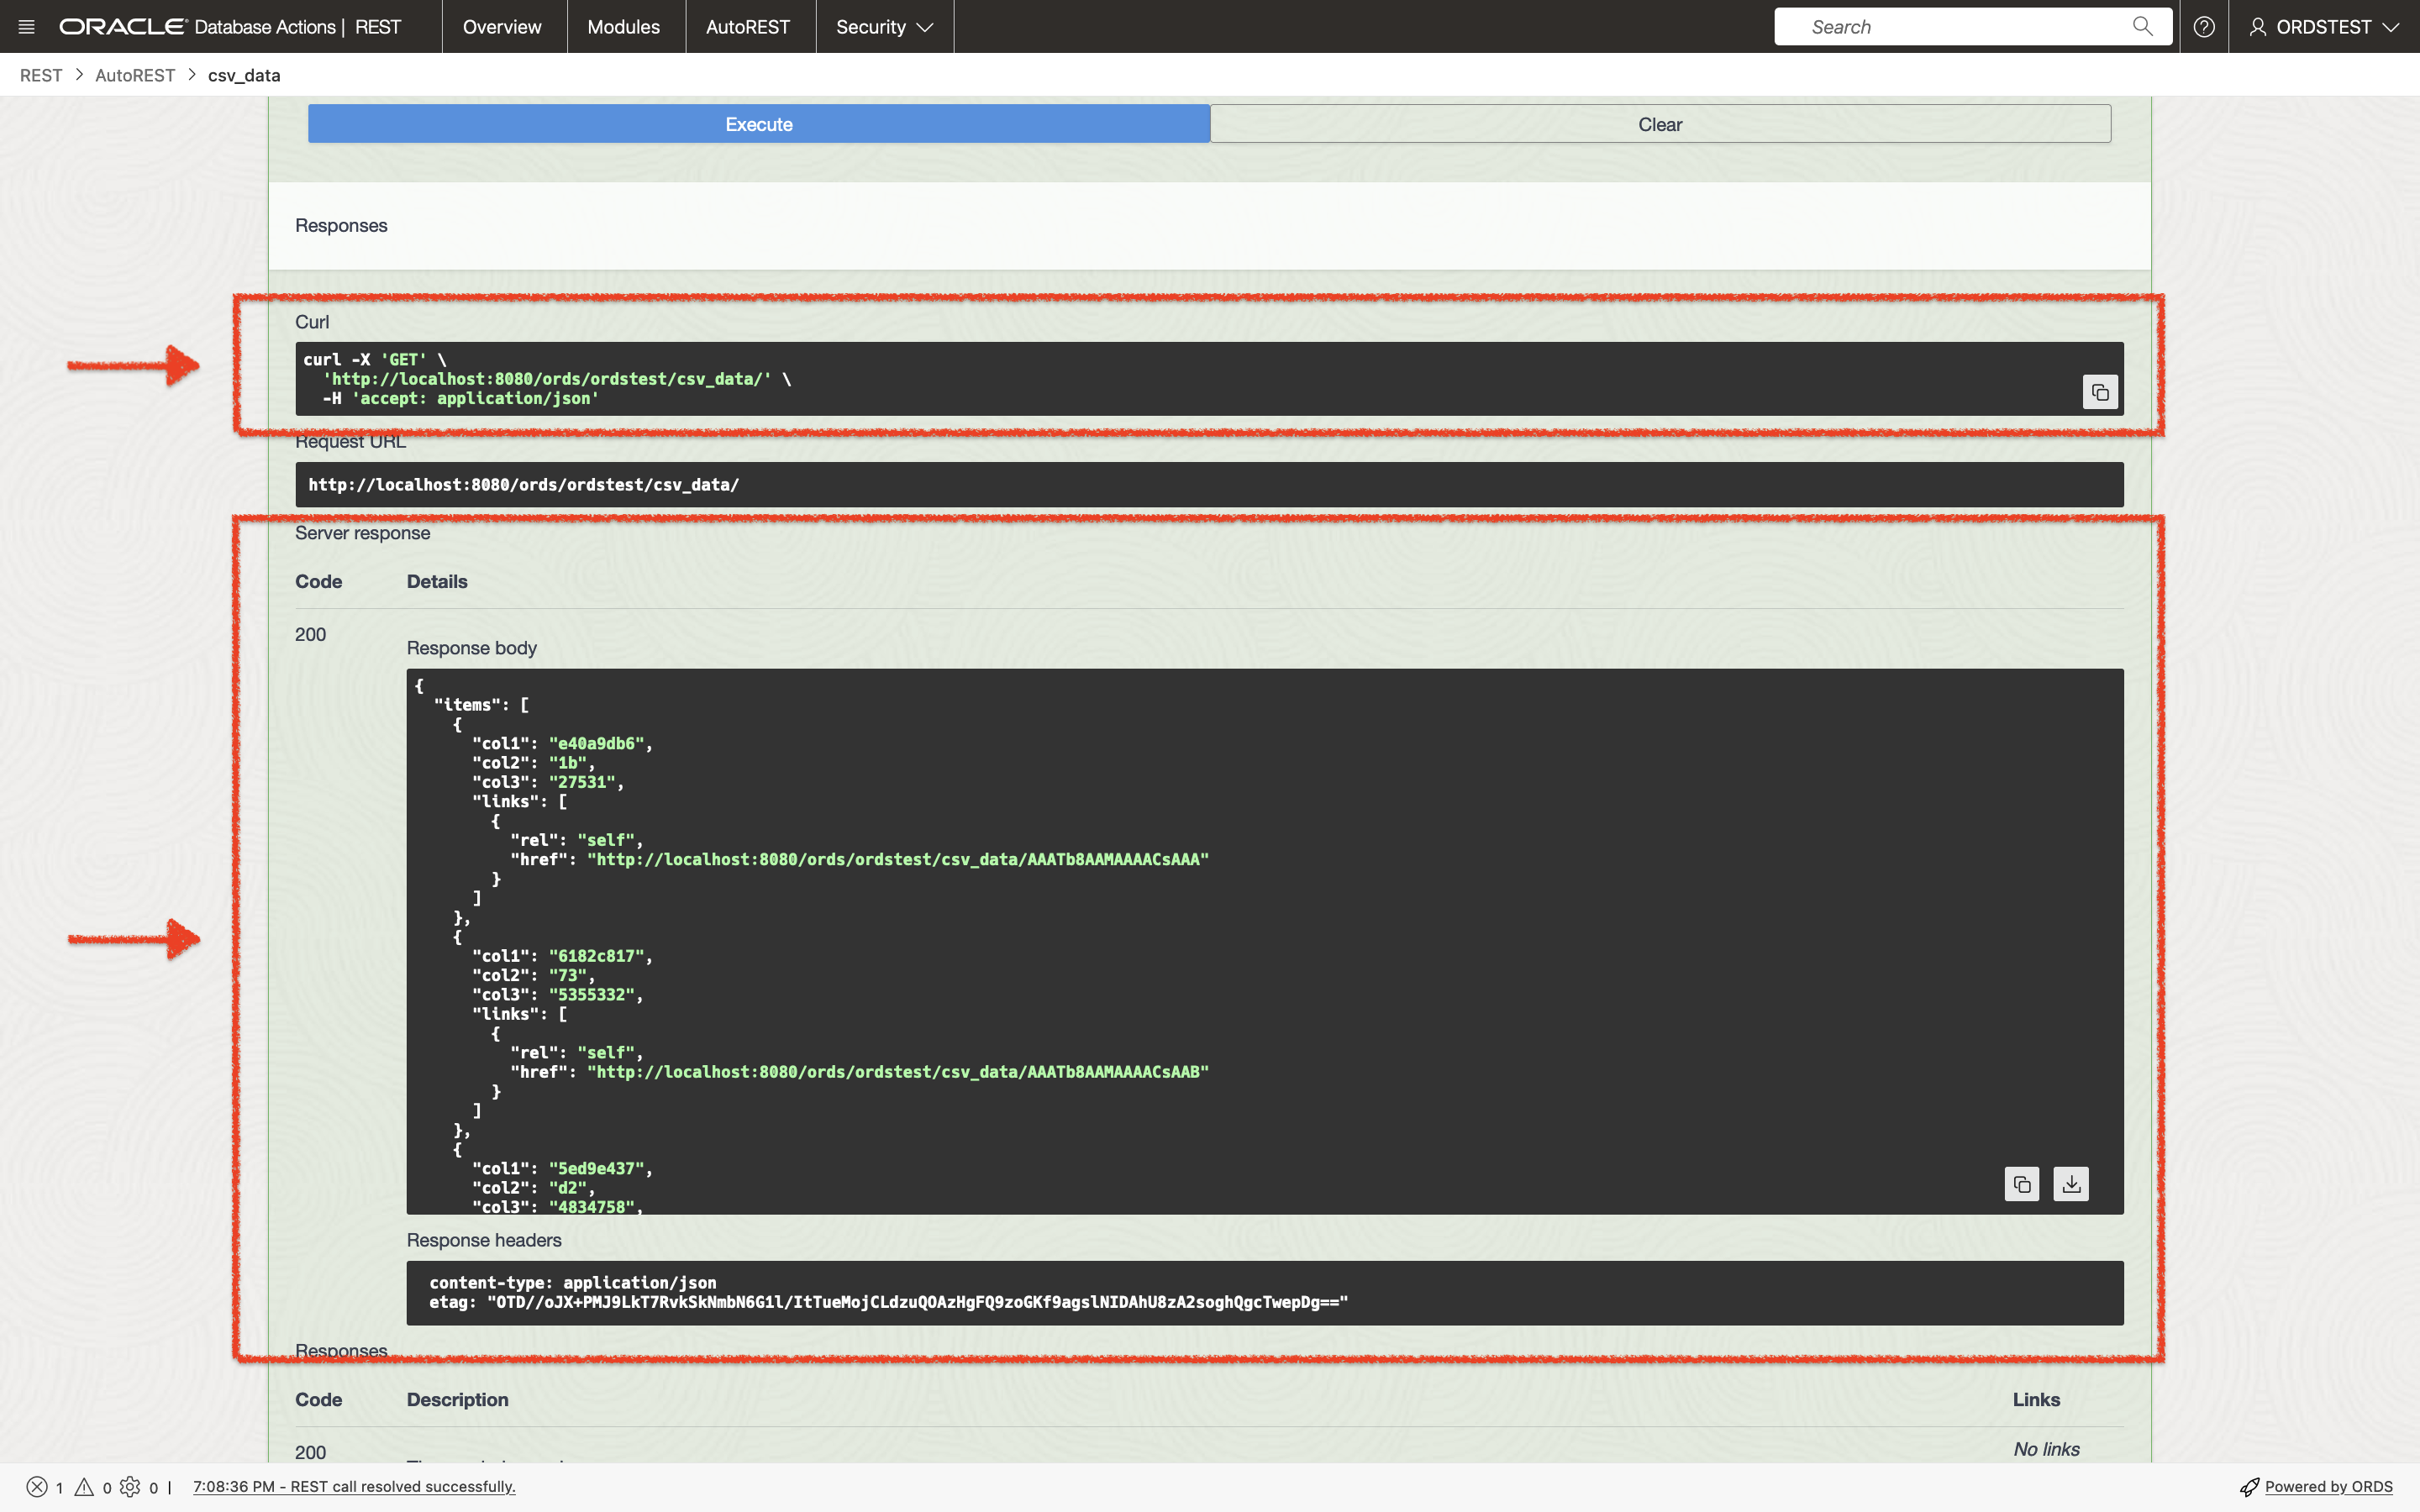 ORACLE Database Actions | REST Overview Modules AutoREST Security Search ORDSTEST
REST > AutoREST > csv_data
Execute Clear
Responses
Curl
curl -X 'GET' \
'http://localhost:8080/ords/ordstest/csv_data/' \
-H 'accept: application/json'
Request URL
http://localhost:8080/ords/ordstest/csv_data/
Server response
Code Details
200
Response body
{
"items": [
{
"col1": "e40a9db6",
"col2": "1b",
"col3": "27531",
"links": [
{
"rel": "self",
"href": "http://localhost:8080/ords/ordstest/csv_data/AAATb8AAMAAAACsAAA"
}
]
},
{
"col1": "6182c817",
"col2": "73",
"col3": "5355332",
"links": [
{
"rel": "self",
"href": "http://localhost:8080/ords/ordstest/csv_data/AAATb8AAMAAAACsAAB"
}
]
},
{
"col1": "5ed9e437",
"col2": "d2",
"col3": "4834758",
Response headers
content-type: application/json
etag: "OTD//oJX+PMJ9LkT7RvkSkNmbN6G1l/ItTueMojCLdzuQOAzHgFQ9zoGKf9agslNIDAhU8zA2soghQgcTwepDg=="
Responses
Code Description Links
200 No links
1 0 0 | 7:08:36 PM - REST call resolved successfully. Powered by ORDS